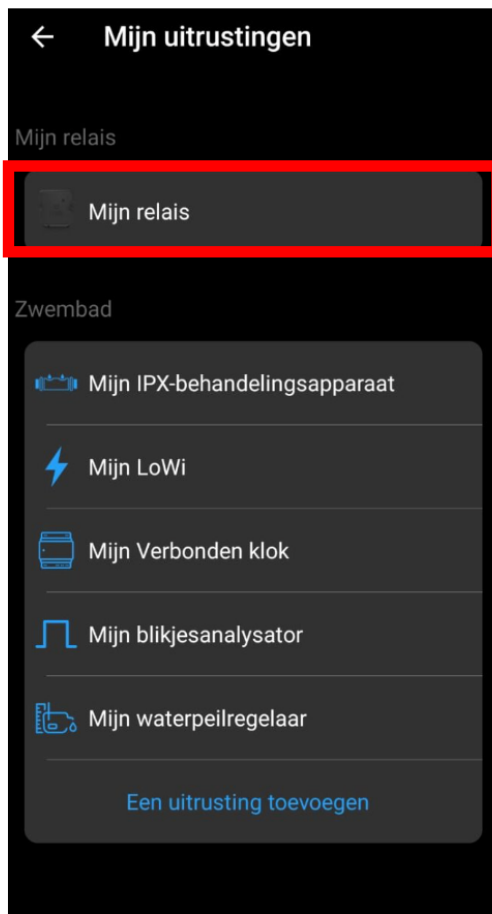 Mijn uitrustingen
Mijn relais
Mijn relais
Zwembad
Mijn IPX-behandelingsapparaat
Mijn LoWi
Mijn Verbonden klok
Mijn blikjesanalysator
Mijn waterpeilregelaar
Een uitrusting toevoegen